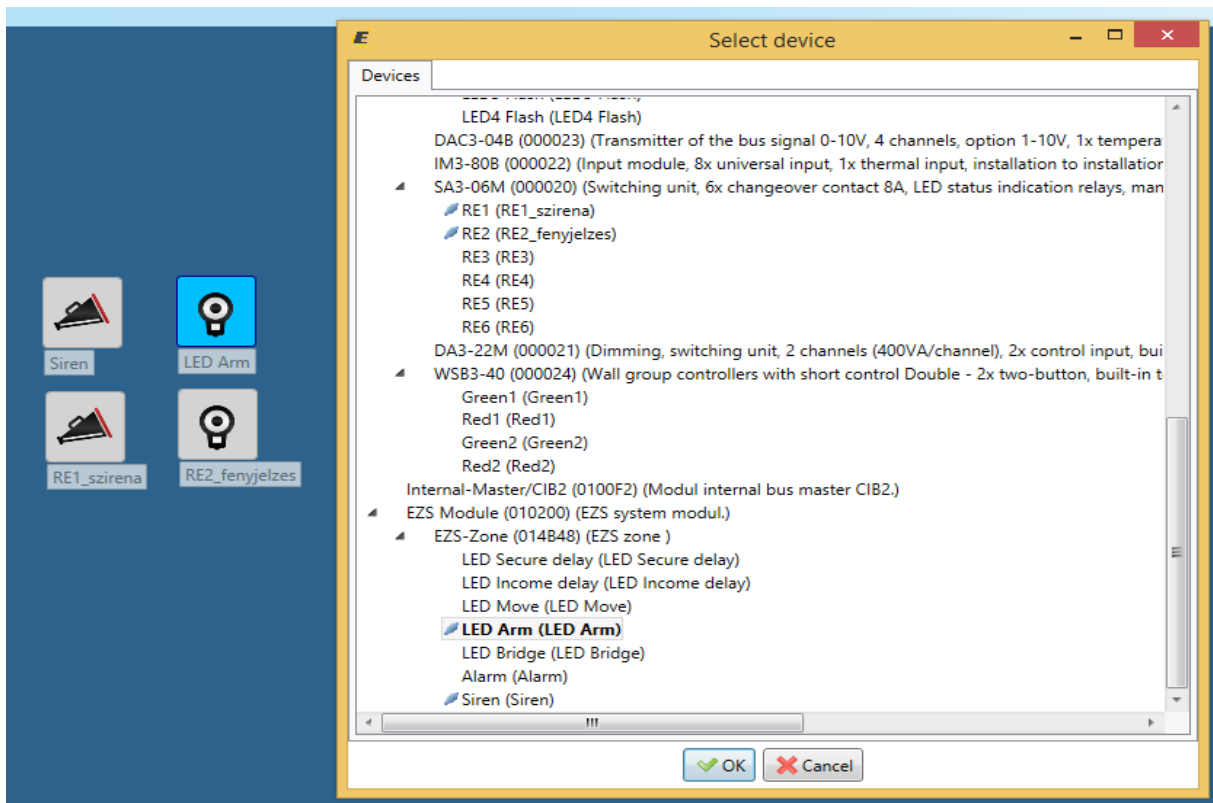 Select device
Devices
LED4 Flash (LED4 Flash)
DAC3-04B (000023) (Transmitter of the bus signal 0-10V, 4 channels, option 1-10V, 1x tempera
IM3-80B (000022) (Input module, 8x universal input, 1x thermal input, installation to installation
SA3-06M (000020) (Switching unit, 6x changeover contact 8A, LED status indication relays, man
RE1 (RE1_szirena)
RE2 (RE2_fenyjelzes)
RE3 (RE3)
RE4 (RE4)
RE5 (RE5)
RE6 (RE6)
DA3-22M (000021) (Dimming, switching unit, 2 channels (400VA/channel), 2x control input, bui
WSB3-40 (000024) (Wall group controllers with short control Double - 2x two-button, built-in t
Green1 (Green1)
Red1 (Red1)
Green2 (Green2)
Red2 (Red2)
Internal-Master/CIB2 (0100F2) (Modul internal bus master CIB2.)
EZS Module (010200) (EZS system modul.)
EZS-Zone (014B48) (EZS zone )
LED Secure delay (LED Secure delay)
LED Income delay (LED Income delay)
LED Move (LED Move)
LED Arm (LED Arm)
LED Bridge (LED Bridge)
Alarm (Alarm)
Siren (Siren)
OK
Cancel
Siren
LED Arm
RE1_szirena
RE2_fenyjelzes